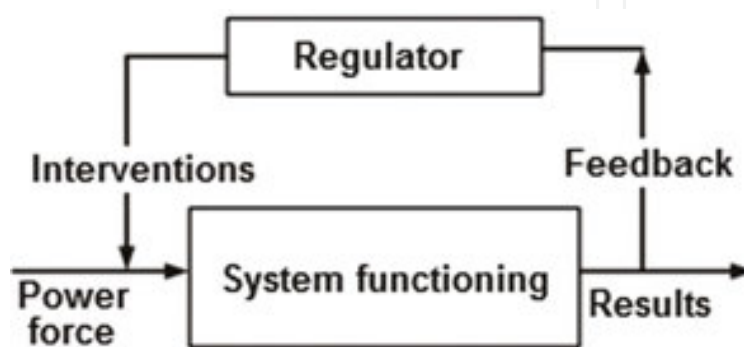 Regulator
Interventions
Feedback
System functioning
Power
force
Results